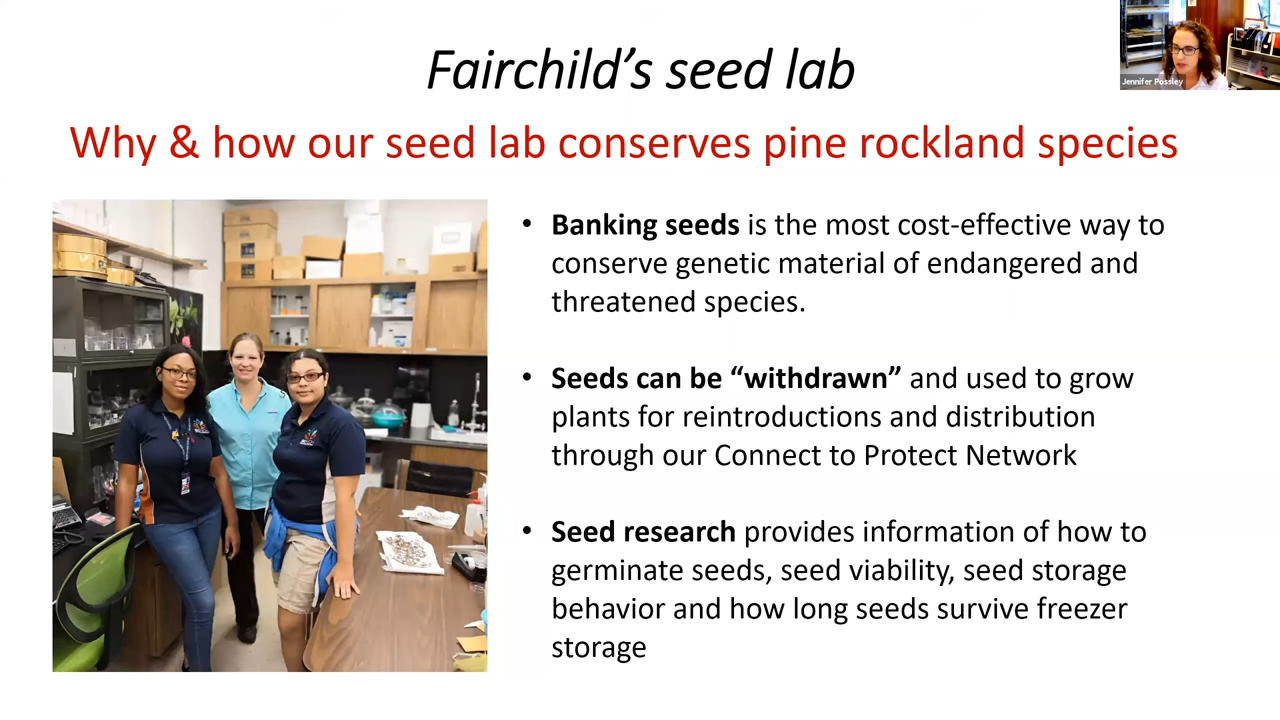 Fairchild’s seed lab
Jennifer Possley
Why & how our seed lab conserves pine rockland species
• Banking seeds is the most cost-effective way to
conserve genetic material of endangered and
threatened species.
• Seeds can be “withdrawn” and used to grow
plants for reintroductions and distribution
through our Connect to Protect Network
• Seed research provides information of how to
germinate seeds, seed viability, seed storage
behavior and how long seeds survive freezer
storage